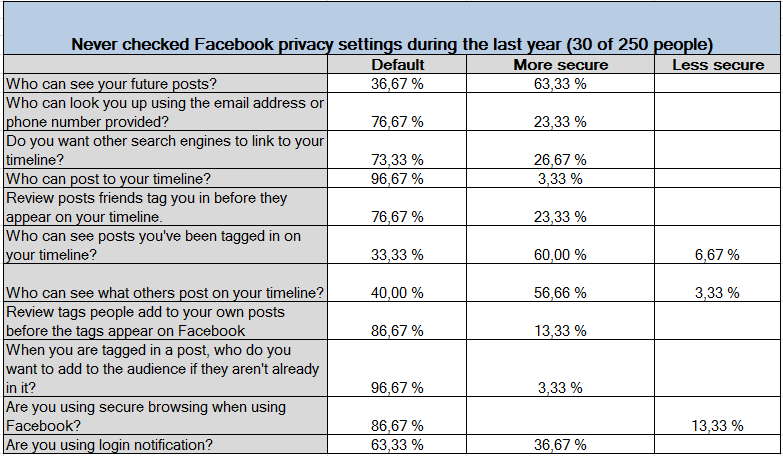 Never checked Facebook privacy settings during the last year (30 of 250 people)
Default More secure Less secure
Who can see your future posts? 36,67 % 63,33 %
Who can look you up using the email address or
phone number provided? 76,67 % 23,33 %
Do you want other search engines to link to your
timeline? 73,33 % 26,67 %
Who can post to your timeline? 96,67 % 3,33 %
Review posts friends tag you in before they
appear on your timeline. 76,67 % 23,33 %
Who can see posts you've been tagged in on
your timeline? 33,33 % 60,00 % 6,67 %
Who can see what others post on your timeline? 40,00 % 56,66 % 3,33 %
Review tags people add to your own posts
before the tags appear on Facebook 86,67 % 13,33 %
When you are tagged in a post, who do you
want to add to the audience if they aren't already
in it? 96,67 % 3,33 %
Are you using secure browsing when using
Facebook? 86,67 % 13,33 %
Are you using login notification? 63,33 % 36,67 %